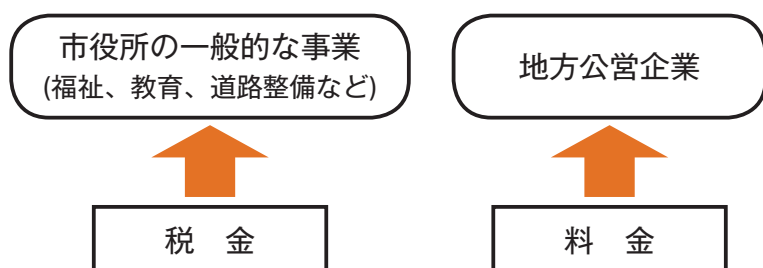 市役所の一般的な事業
(福祉、教育、道路整備など)
地方公営企業
税　金
料　金